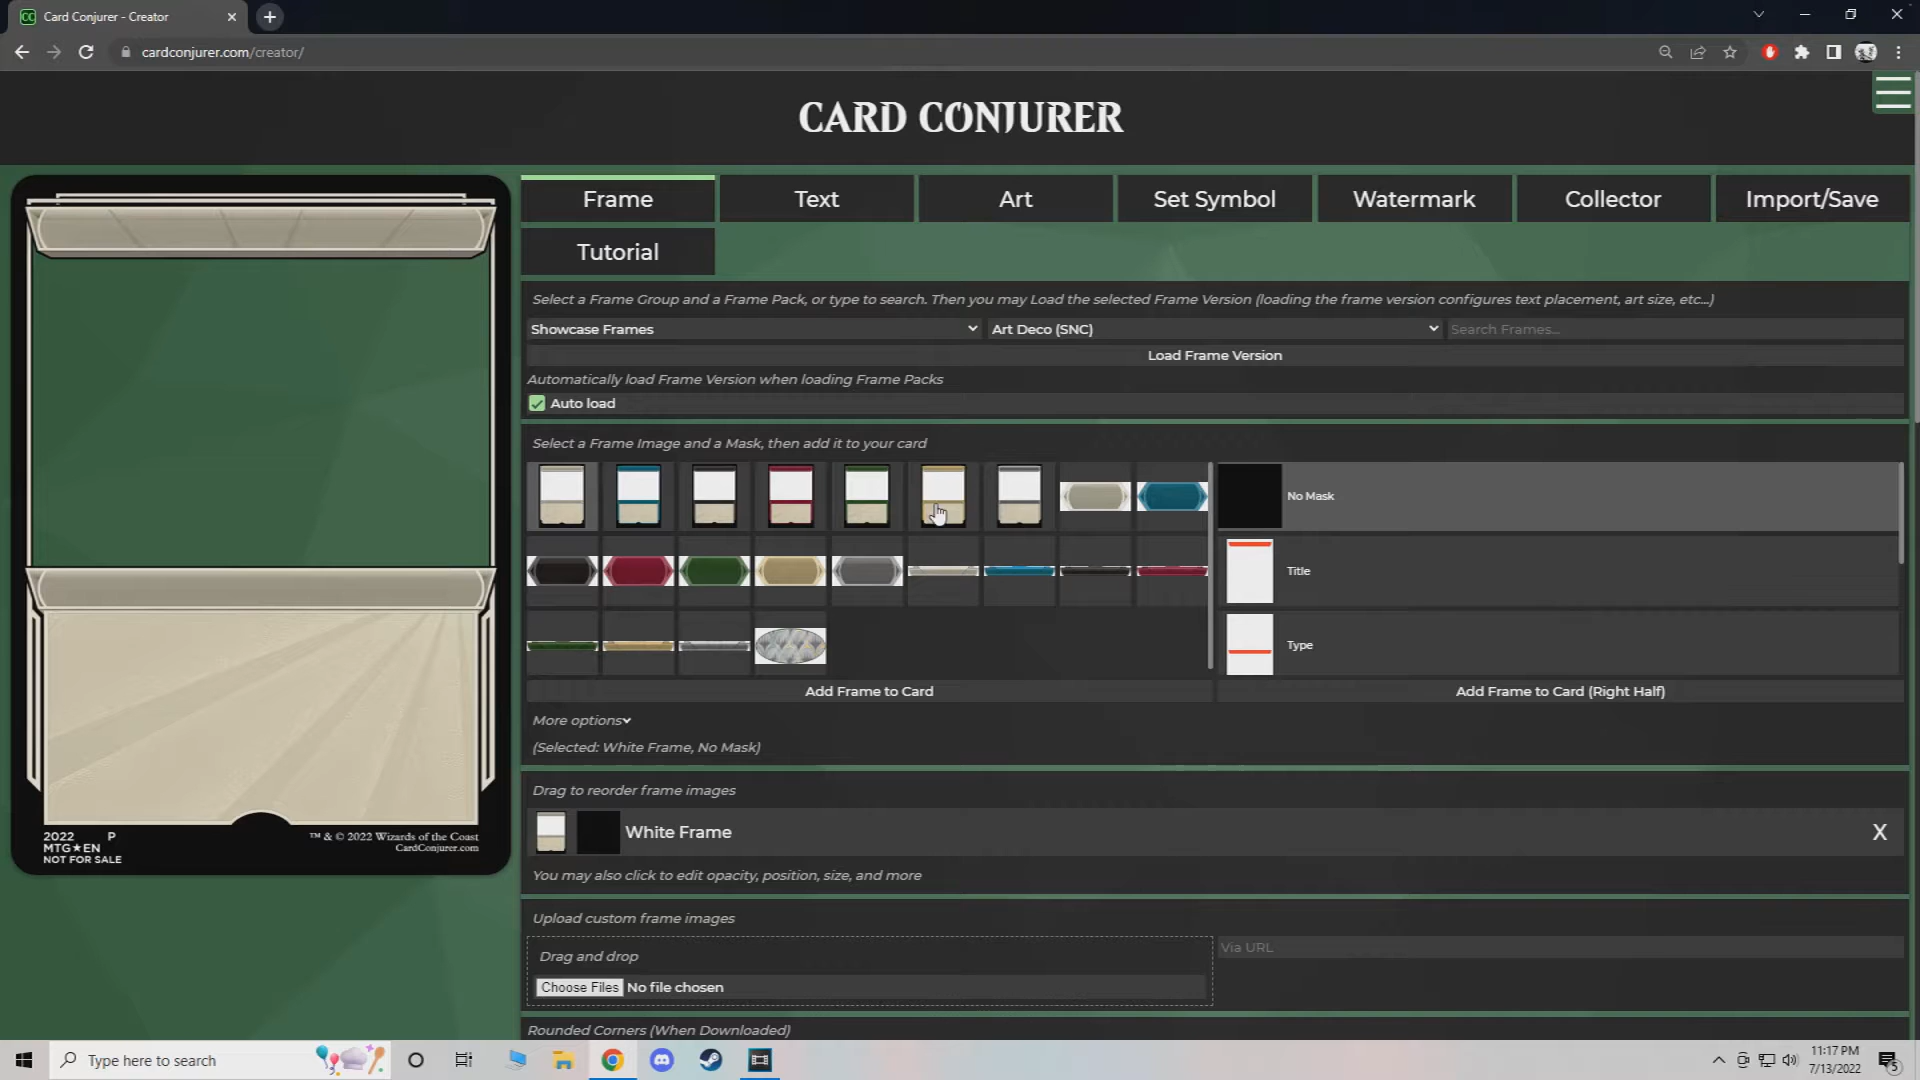 Card Conjurer - Creator
cardconjurer.com/creator/
CARD CONJURER
Frame
Text
Art
Set Symbol
Watermark
Collector
Import/Save
Tutorial
Select a Frame Group and a Frame Pack, or type to search. Then you may Load the selected Frame Version (loading the frame version configures text placement, art size, etc...)
Showcase Frames
Art Deco (SNC)
Search Frames...
Load Frame Version
Automatically load Frame Version when loading Frame Packs
Auto load
Select a Frame Image and a Mask, then add it to your card
No Mask
Title
Type
Add Frame to Card
Add Frame to Card (Right Half)
More options
(Selected: White Frame, No Mask)
Drag to reorder frame images
White Frame
X
You may also click to edit opacity, position, size, and more
Upload custom frame images
Drag and drop
Via URL
Choose Files No file chosen
Rounded Corners (When Downloaded)
2022 P
MTG★EN
NOT FOR SALE
™ & © 2022 Wizards of the Coast
CardConjurer.com
Type here to search
11:17 PM
7/13/2022
5